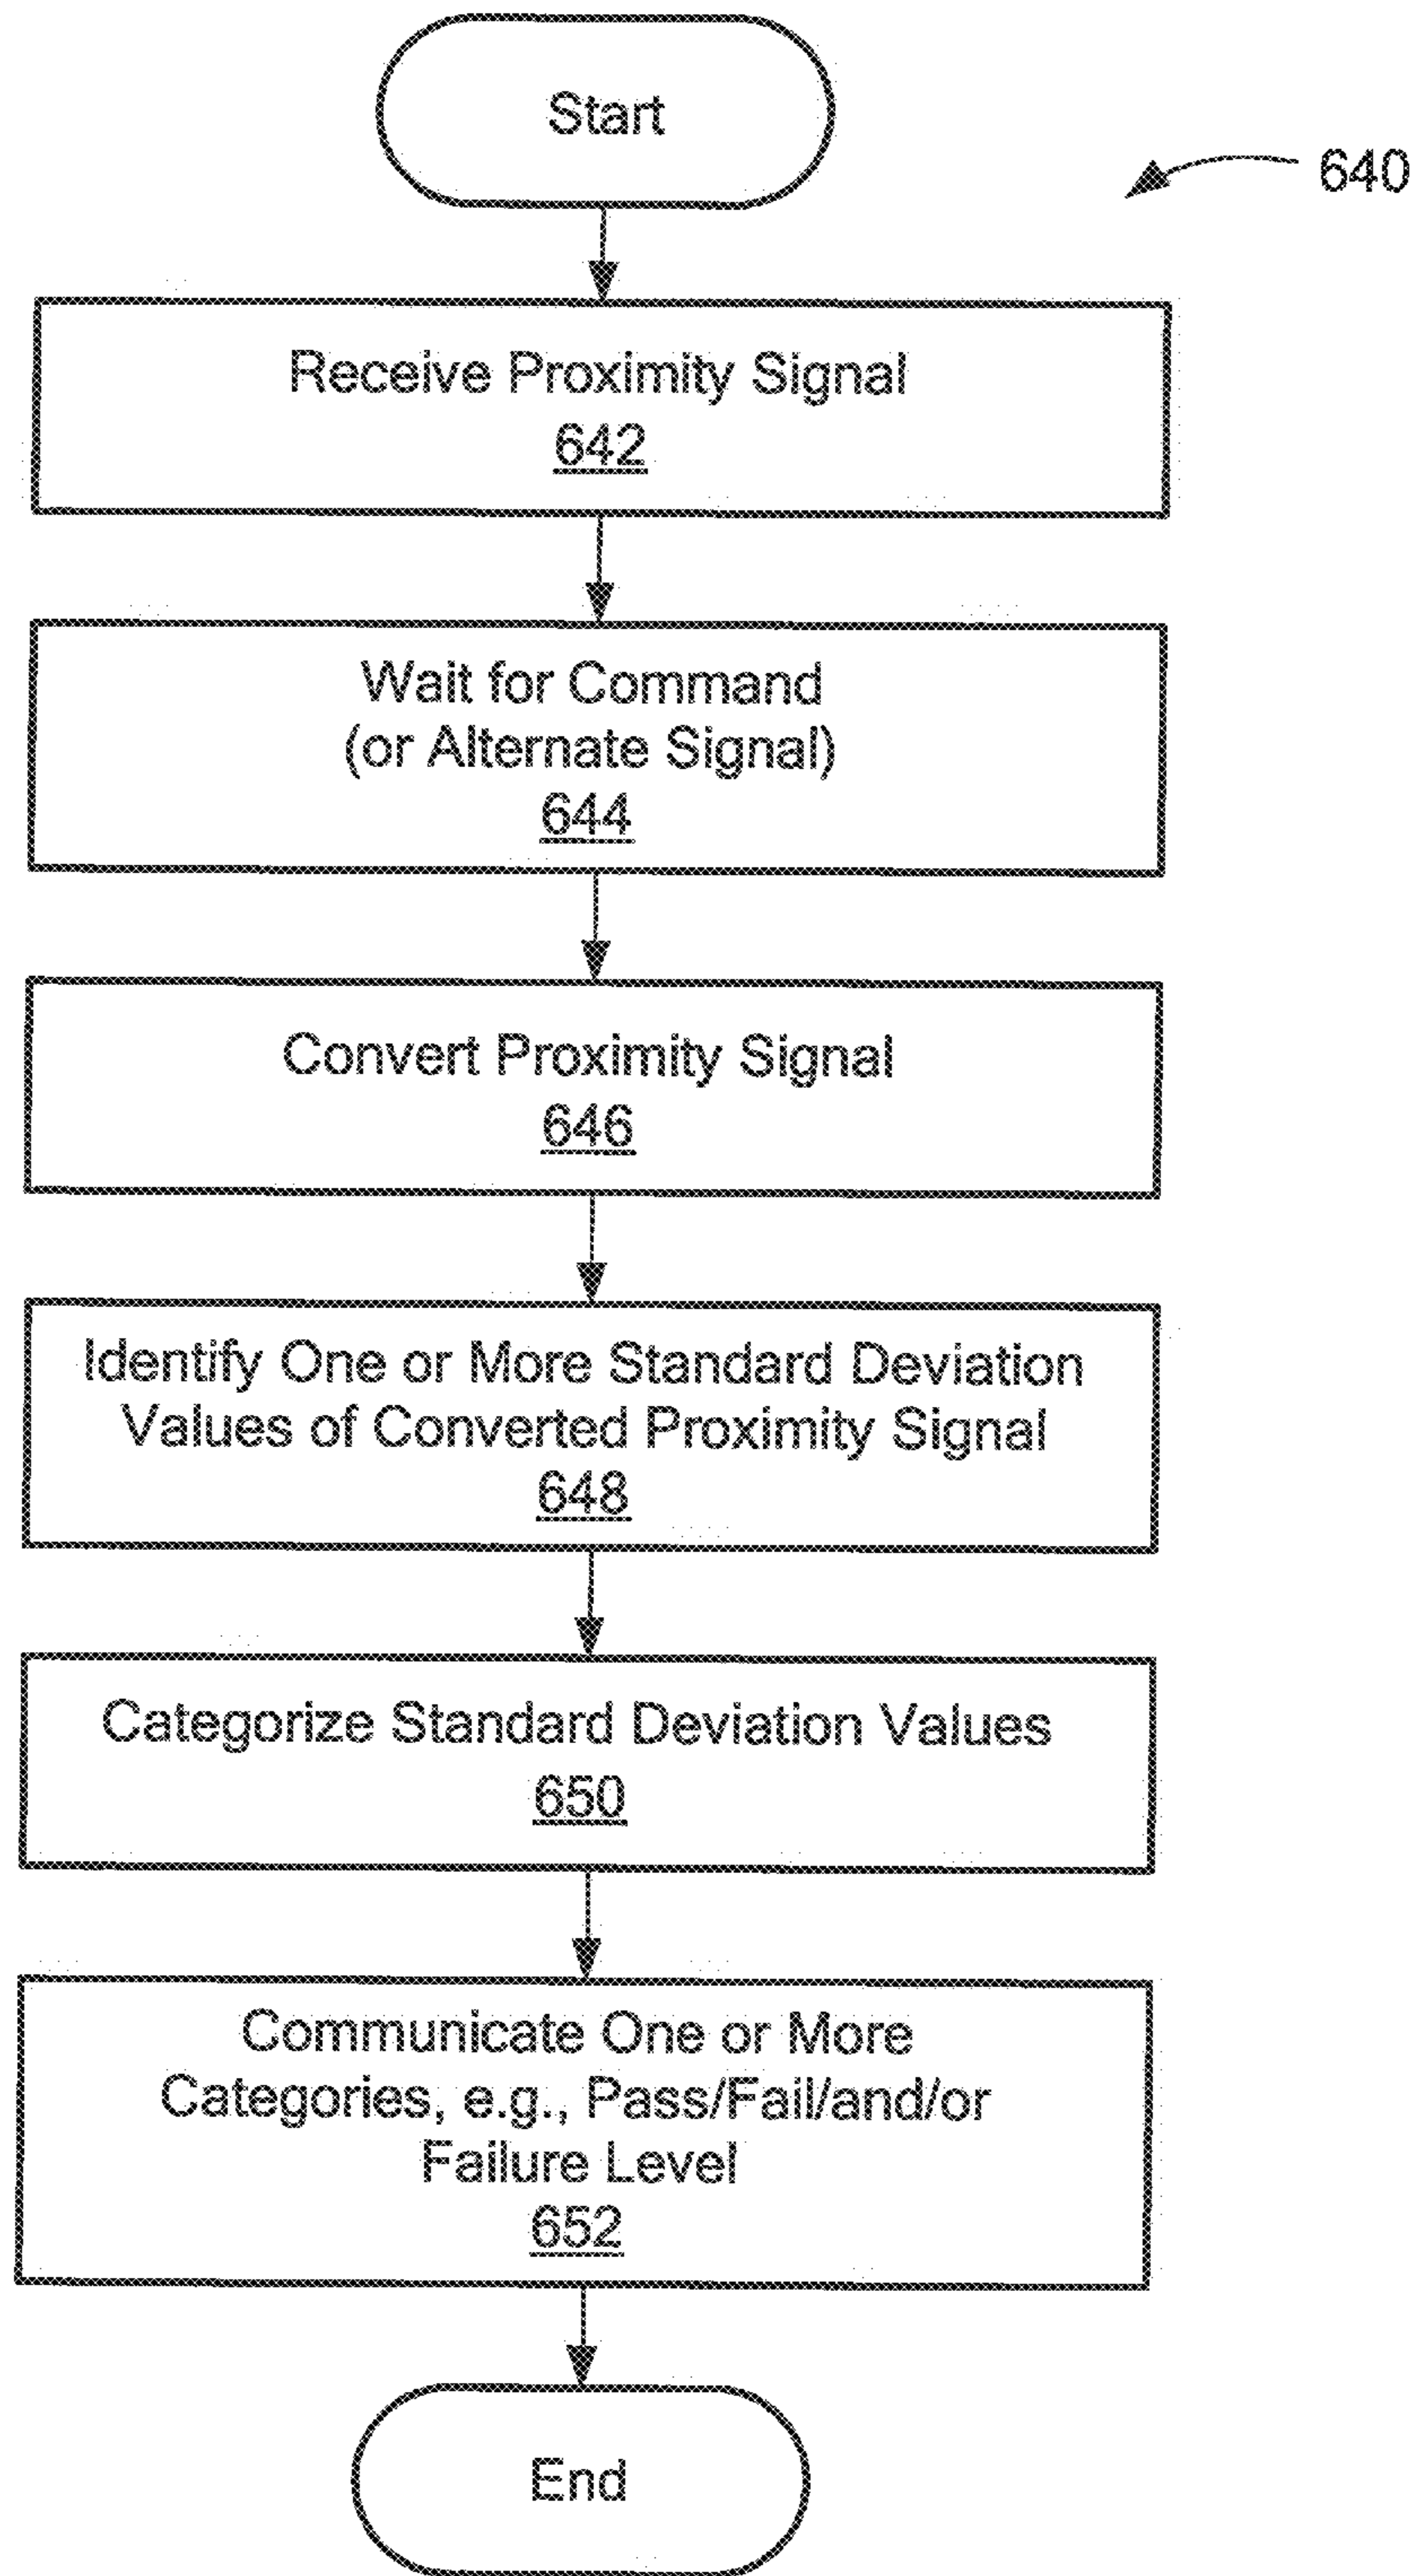 Start
640
Receive Proximity Signal
642
Wait for Command
(or Alternate Signal)
644
Convert Proximity Signal
646
Identify One or More Standard Deviation
Values of Converted Proximity Signal
648
Categorize Standard Deviation Values
650
Communicate One or More
Categories, e.g., Pass/Fail/and/or
Failure Level
652
End